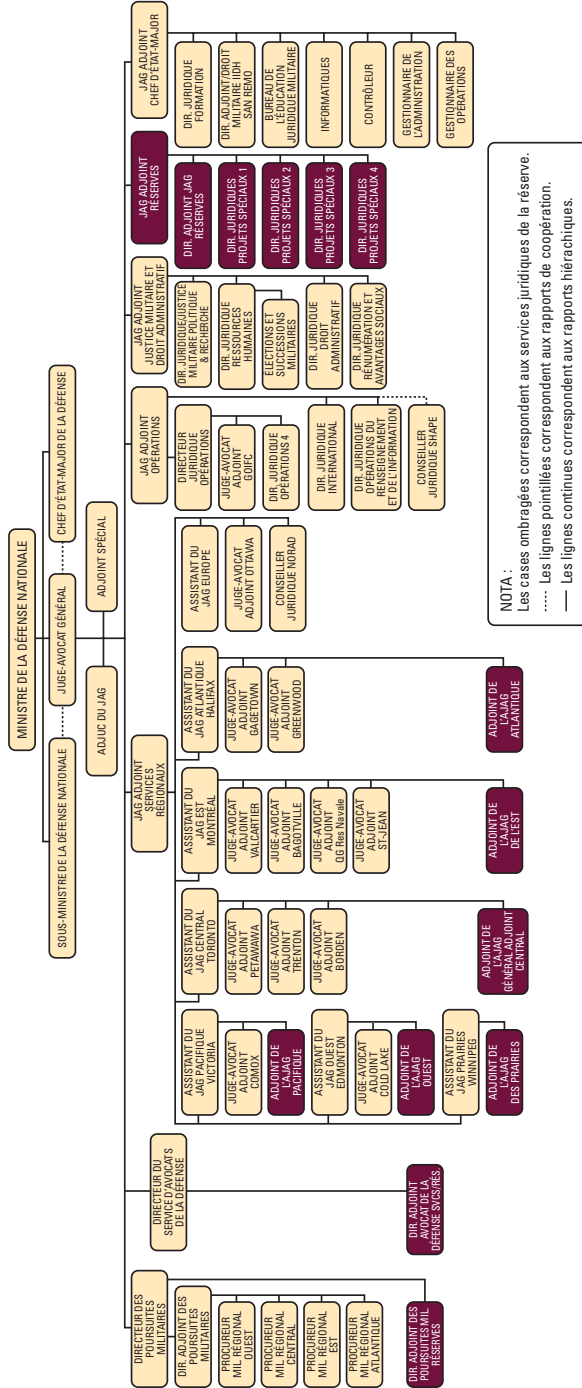 MINISTRE DE LA DÉFENSE NATIONALE
SOUS-MINISTRE DE LA DÉFENSE NATIONALE
JUGE-AVOCAT GÉNÉRAL
CHEF D'ÉTAT-MAJOR DE LA DÉFENSE
ADJUC DU JAG
ADJOINT SPÉCIAL
DIRECTEUR DES
POURSUITES
MILITAIRES
DIR. ADJOINT DES
POURSUITES
MILITAIRES
PROCUREUR
MIL RÉGIONAL
OUEST
PROCUREUR
MIL RÉGIONAL
CENTRAL
PROCUREUR
MIL RÉGIONAL
EST
PROCUREUR
MIL RÉGIONAL
ATLANTIQUE
DIR. ADJOINT DES
POURSUITES MIL
RÉSERVES
DIRECTEUR DU
SERVICE D'AVOCATS
DE LA DÉFENSE
DIR. ADJOINT
AVOCAT DE LA
DÉFENSE SVCS/RÉS.
JAG ADJOINT
SERVICES
RÉGIONAUX
ASSISTANT DU
JAG PACIFIQUE
VICTORIA
JUGE-AVOCAT
ADJOINT
COMOX
ADJOINT DE
L'AJAG
PACIFIQUE
ASSISTANT DU
JAG OUEST
EDMONTON
JUGE-AVOCAT
ADJOINT
COLD LAKE
ADJOINT DE
L'AJAG
OUEST
ASSISTANT DU
JAG PRAIRIES
WINNIPEG
ADJOINT DE
L'AJAG
DES PRAIRIES
ASSISTANT DU
JAG CENTRAL
TORONTO
JUGE-AVOCAT
ADJOINT
PETAWAWA
JUGE-AVOCAT
ADJOINT
TRENTON
JUGE-AVOCAT
ADJOINT
BORDEN
ADJOINT DE
L'AJAG
GÉNÉRAL ADJOINT
CENTRAL
ASSISTANT DU
JAG EST
MONTRÉAL
JUGE-AVOCAT
ADJOINT
VALCARTIER
JUGE-AVOCAT
ADJOINT
BAGOTVILLE
JUGE-AVOCAT
ADJOINT
QG Res Navale
JUGE-AVOCAT
ADJOINT
ST-JEAN
ADJOINT DE
L'AJAG
DE L'EST
ASSISTANT DU
JAG ATLANTIQUE
HALIFAX
JUGE-AVOCAT
ADJOINT
GAGETOWN
JUGE-AVOCAT
ADJOINT
GREENWOOD
ADJOINT DE
L'AJAG
ATLANTIQUE
ASSISTANT DU
JAG EUROPE
JUGE-AVOCAT
ADJOINT OTTAWA
CONSEILLER
JURIDIQUE NORAD
JAG ADJOINT
OPÉRATIONS
DIRECTEUR
JURIDIQUE
OPÉRATIONS
JUGE-AVOCAT
ADJOINT
GOIFC
DIR. JURIDIQUE
OPÉRATIONS 4
DIR. JURIDIQUE
INTERNATIONAL
DIR. JURIDIQUE
OPÉRATIONS DU
RENSEIGNEMENT
ET DE L'INFORMATION
CONSEILLER
JURIDIQUE SHAPE
JAG ADJOINT
JUSTICE MILITAIRE ET
DROIT ADMINISTRATIF
DIR. JURIDIQUE/JUSTICE
MILITAIRE POLITIQUE
& RECHERCHE
DIR. JURIDIQUE
RESSOURCES
HUMAINES
ÉLECTIONS ET
SUCCESSIONS
MILITAIRES
DIR. JURIDIQUE
DROIT
ADMINISTRATIF
DIR. JURIDIQUE
RÉNUMÉRATION ET
AVANTAGES SOCIAUX
JAG ADJOINT
RÉSERVES
DIR. ADJOINT JAG
RÉSERVES
DIR. JURIDIQUES
PROJETS SPÉCIAUX 1
DIR. JURIDIQUES
PROJETS SPÉCIAUX 2
DIR. JURIDIQUES
PROJETS SPÉCIAUX 3
DIR. JURIDIQUES
PROJETS SPÉCIAUX 4
JAG ADJOINT
CHEF D'ÉTAT-MAJOR
DIR. JURIDIQUE
FORMATION
DIR. ADJOINT/DROIT
MILITAIRE IIDH
SAN REMO
BUREAU DE
L'ÉDUCATION
JURIDIQUE MILITAIRE
INFORMATIQUES
CONTRÔLEUR
GESTIONNAIRE DE
L'ADMINISTRATION
GESTIONNAIRE DES
OPÉRATIONS
NOTA :
Les cases ombragées correspondent aux services juridiques de la réserve.
Les lignes pointillées correspondent aux rapports de coopération.
Les lignes continues correspondent aux rapports hiérachiques.